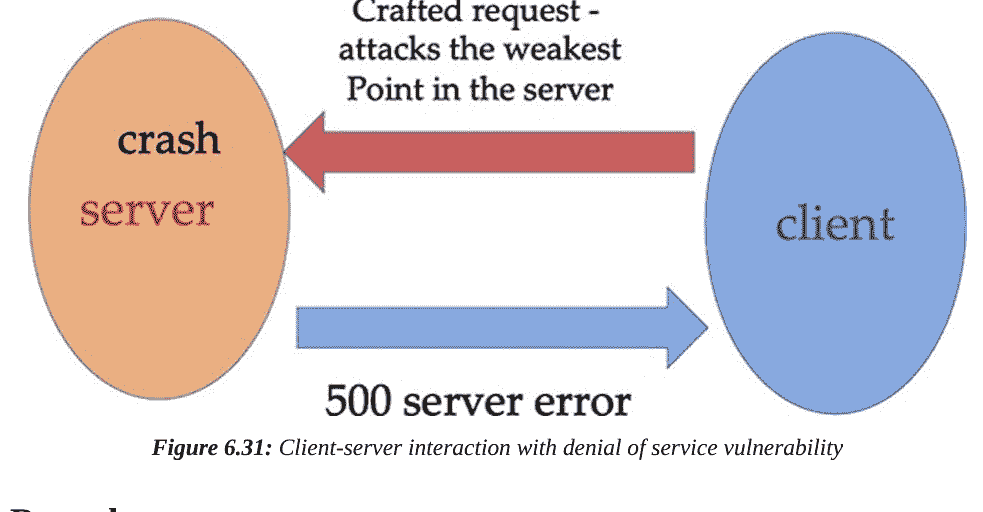 Crafted request -
attacks the weakest
Point in the server
crash
server
client
500 server error
Figure 6.31: Client-server interaction with denial of service vulnerability